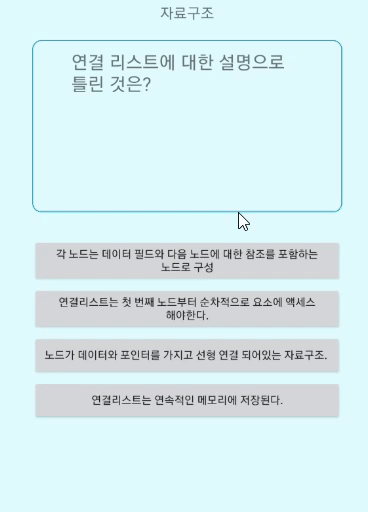 자료구조
연결 리스트에 대한 설명으로
틀린 것은?
각 노드는 데이터 필드와 다음 노드에 대한 참조를 포함하는
노드로 구성
연결리스트는 첫 번째 노드부터 순차적으로 요소에 액세스
해야한다.
노드가 데이터와 포인터를 가지고 선형 연결 되어있는 자료구조.
연결리스트는 연속적인 메모리에 저장된다.